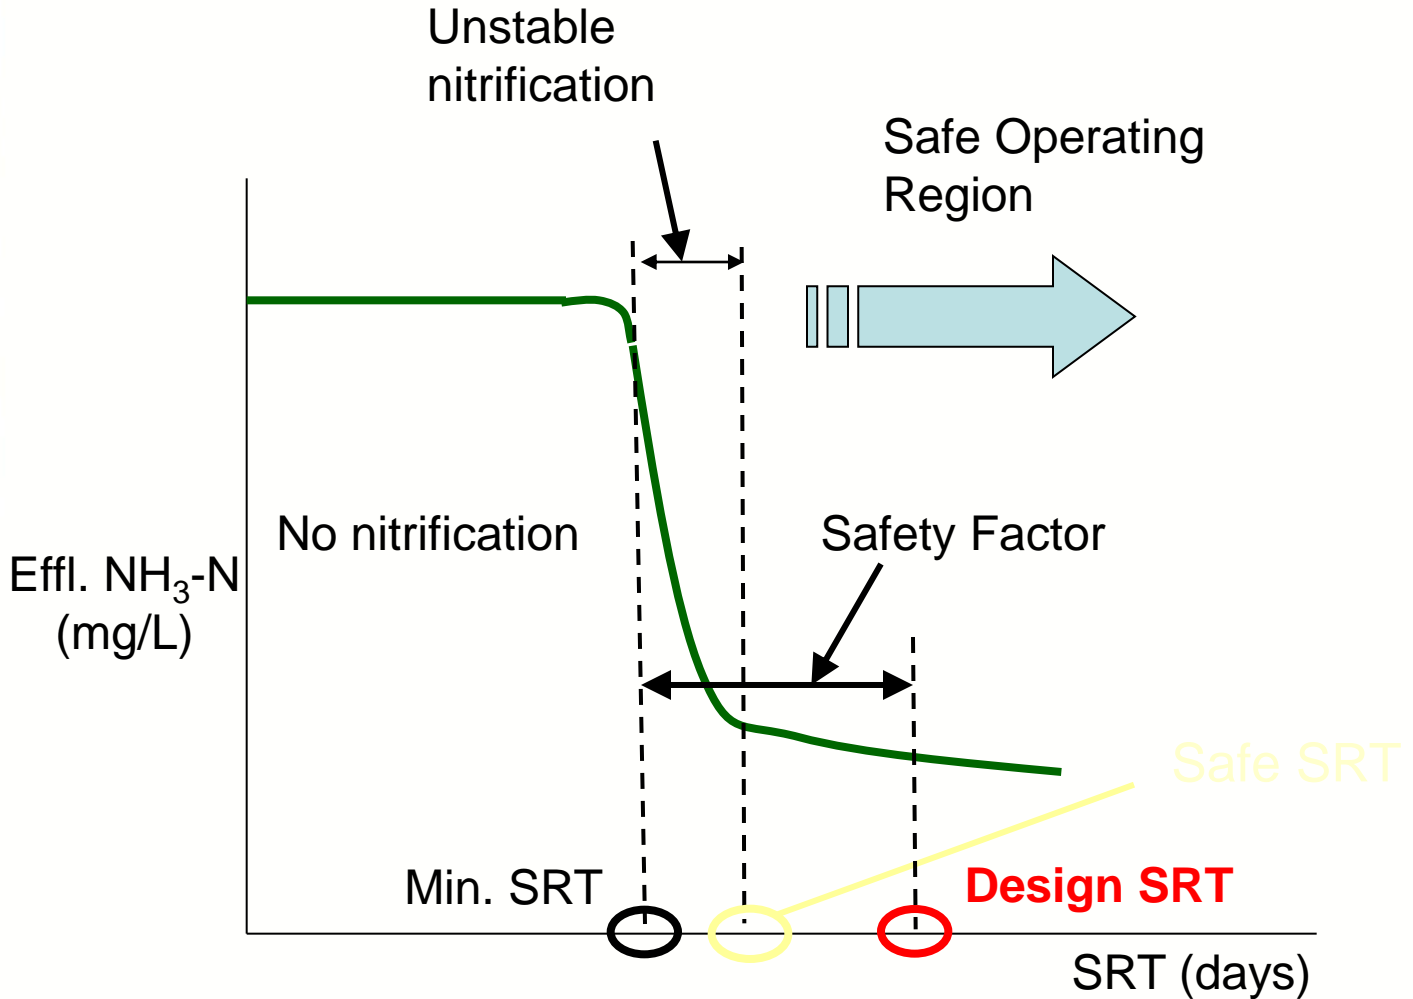 Unstable
nitrification
Safe Operating
Region
No nitrification
Safety Factor
Effl. NH₃-N
(mg/L)
Safe SRT
Min. SRT
Design SRT
SRT (days)